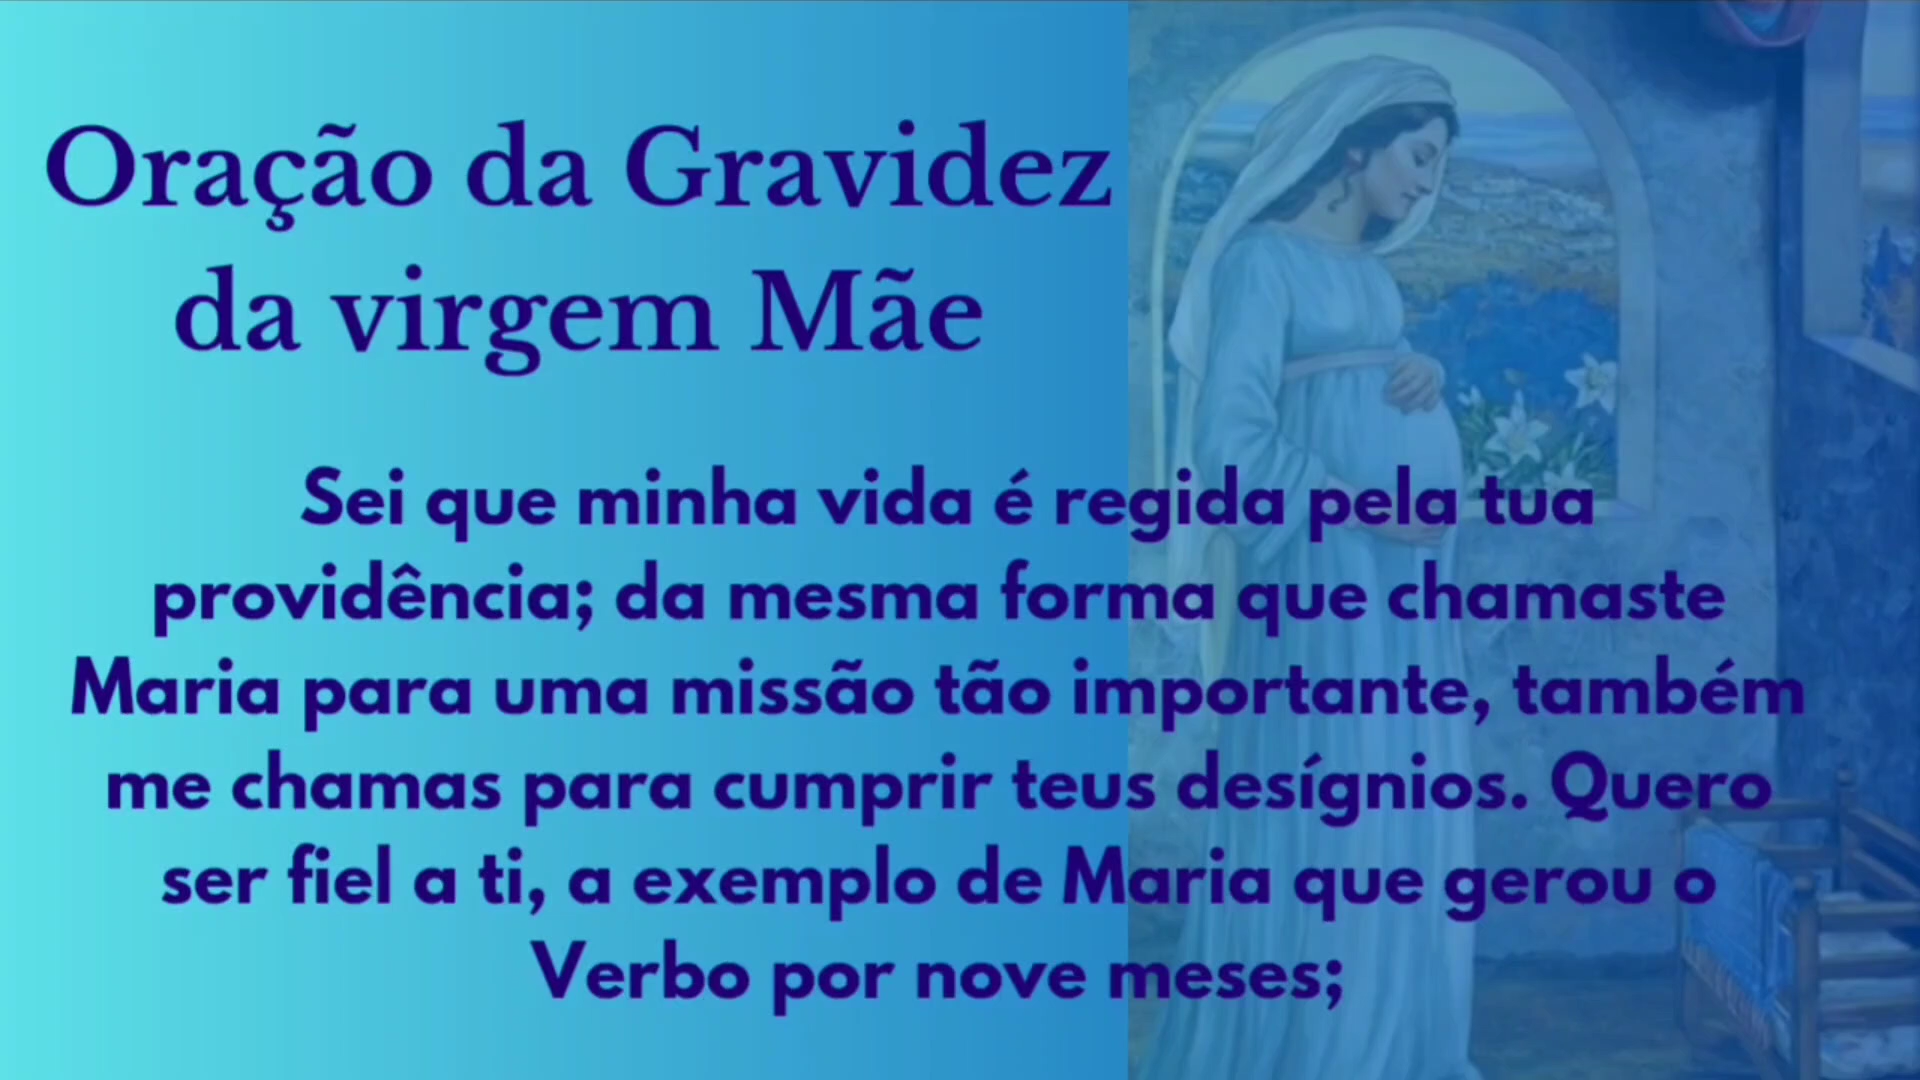 Oração da Gravidez
da virgem Mãe
Sei que minha vida é regida pela tua
providência; da mesma forma que chamaste
Maria para uma missão tão importante, também
me chamas para cumprir teus desígnios. Quero
ser fiel a ti, a exemplo de Maria que gerou o
Verbo por nove meses;